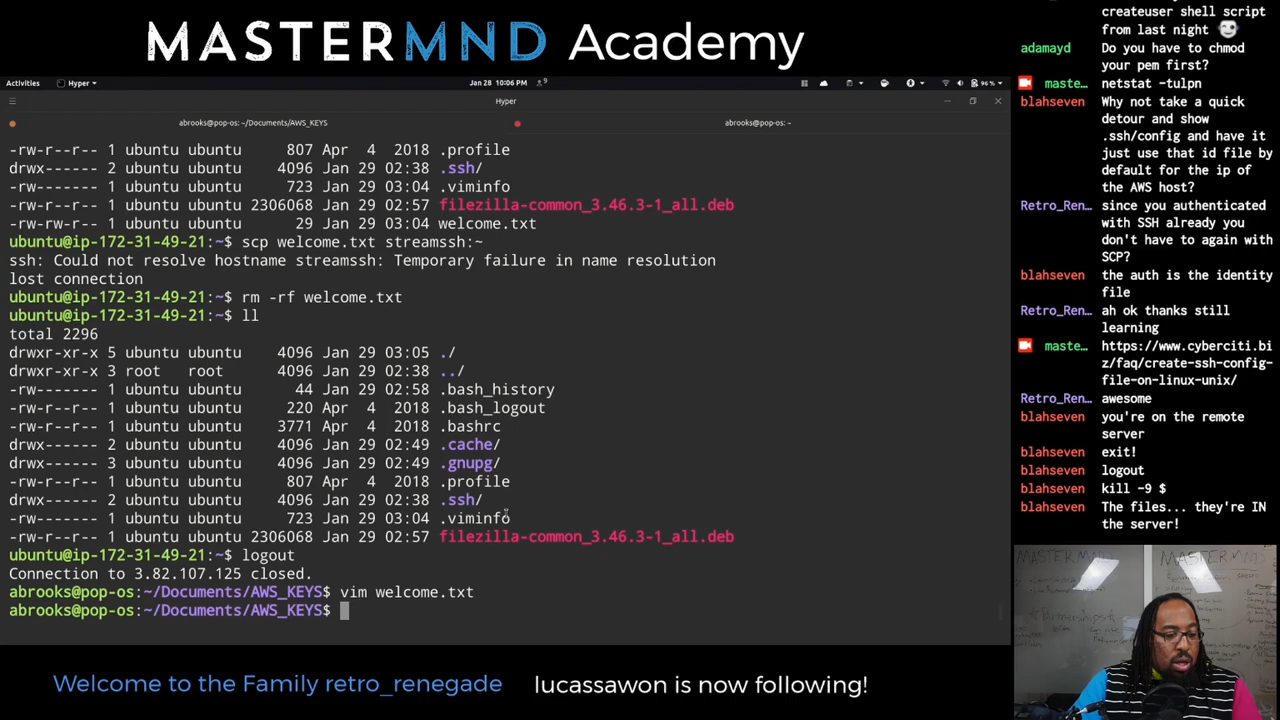 MASTERMND Academy
Activities
Hyper
Jan 28 10:06 PM
96 %
Hyper
abrooks@pop-os: ~/Documents/AWS_KEYS
abrooks@pop-os: ~
-rw-r--r-- 1 ubuntu ubuntu 807 Apr 4 2018 .profile
drwx------ 2 ubuntu ubuntu 4096 Jan 29 02:38 .ssh/
-rw------- 1 ubuntu ubuntu 723 Jan 29 03:04 .viminfo
-rw-r--r-- 1 ubuntu ubuntu 2306068 Jan 29 02:57 filezilla-common_3.46.3-1_all.deb
-rw-rw-r-- 1 ubuntu ubuntu 29 Jan 29 03:04 welcome.txt
ubuntu@ip-172-31-49-21:~$ scp welcome.txt streamssh:~
ssh: Could not resolve hostname streamssh: Temporary failure in name resolution
lost connection
ubuntu@ip-172-31-49-21:~$ rm -rf welcome.txt
ubuntu@ip-172-31-49-21:~$ ll
total 2296
drwxr-xr-x 5 ubuntu ubuntu 4096 Jan 29 03:05 ./
drwxr-xr-x 3 root root 4096 Jan 29 02:38 ../
-rw------- 1 ubuntu ubuntu 44 Jan 29 02:58 .bash_history
-rw-r--r-- 1 ubuntu ubuntu 220 Apr 4 2018 .bash_logout
-rw-r--r-- 1 ubuntu ubuntu 3771 Apr 4 2018 .bashrc
drwx------ 2 ubuntu ubuntu 4096 Jan 29 02:49 .cache/
drwx------ 3 ubuntu ubuntu 4096 Jan 29 02:49 .gnupg/
-rw-r--r-- 1 ubuntu ubuntu 807 Apr 4 2018 .profile
drwx------ 2 ubuntu ubuntu 4096 Jan 29 02:38 .ssh/
-rw------- 1 ubuntu ubuntu 723 Jan 29 03:04 .viminfo
-rw-r--r-- 1 ubuntu ubuntu 2306068 Jan 29 02:57 filezilla-common_3.46.3-1_all.deb
ubuntu@ip-172-31-49-21:~$ logout
Connection to 3.82.107.125 closed.
abrooks@pop-os:~/Documents/AWS_KEYS$ vim welcome.txt
abrooks@pop-os:~/Documents/AWS_KEYS$
createuser shell script
from last night
adamayd Do you have to chmod
your pem first?
maste... netstat -tulpn
blahseven Why not take a quick
detour and show
.ssh/config and have it
just use that id file by
default for the ip of
the AWS host?
Retro_Ren... since you authenticated
with SSH already you
don't have to again with
SCP?
blahseven the auth is the identity
file
Retro_Ren... ah ok thanks still
learning
maste... https://www.cyberciti.bi
z/faq/create-ssh-config-
file-on-linux-unix/
Retro_Ren... awesome
blahseven you're on the remote
server
blahseven exit!
blahseven logout
blahseven kill -9 $
blahseven The files... they're IN
the server!
Welcome to the Family retro_renegade
lucassawon is now following!